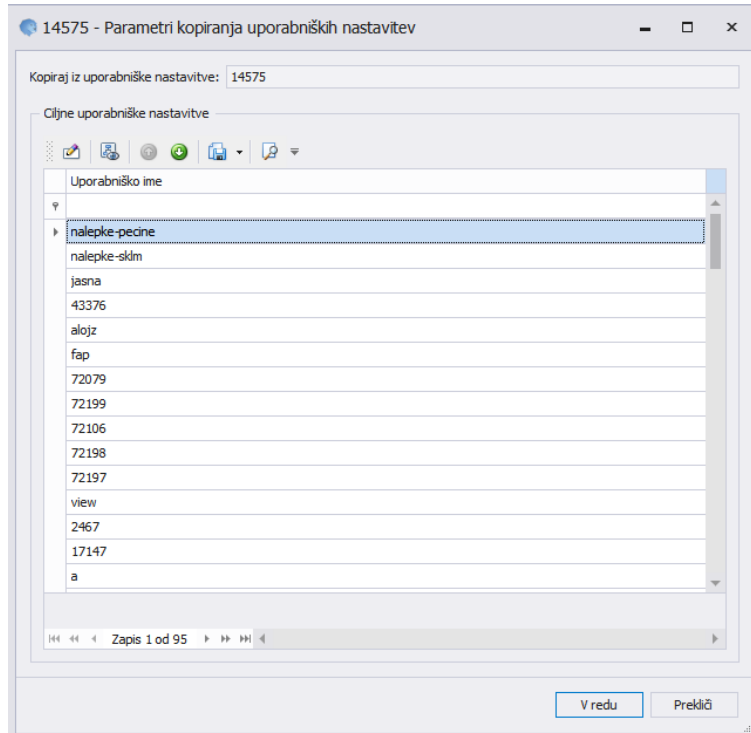 14575 - Parametri kopiranja uporabniških nastavitev
Kopiraj iz uporabniške nastavitve: 14575
Ciljne uporabniške nastavitve
Uporabniško ime
nalepke-pecine
nalepke-sklm
jasna
43376
alojz
fap
72079
72199
72106
72198
72197
view
2467
17147
a
Zapis 1 od 95
V redu
Prekliči